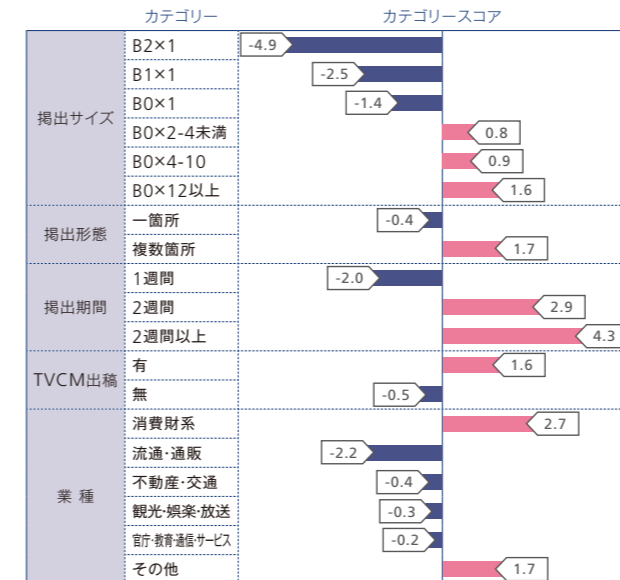 カテゴリー カテゴリースコア
掲出サイズ
B2×1 -4.9
B1×1 -2.5
B0×1 -1.4
B0×2-4未満 0.8
B0×4-10 0.9
B0×12以上 1.6
掲出形態
一箇所 -0.4
複数箇所 1.7
掲出期間
1週間 -2.0
2週間 2.9
2週間以上 4.3
TVCM出稿
有 1.6
無 -0.5
業 種
消費財系 2.7
流通・通販 -2.2
不動産・交通 -0.4
観光・娯楽・放送 -0.3
官庁・教育・通信・サービス -0.2
その他 1.7